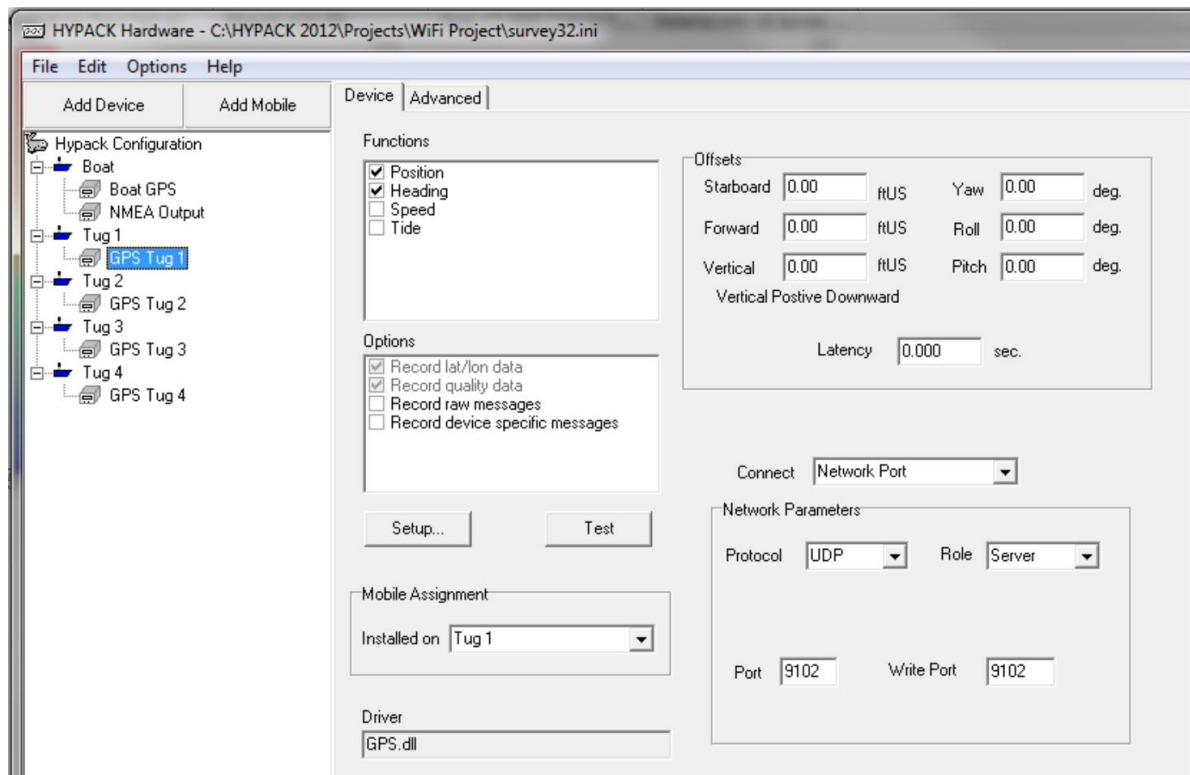 HYPACK Hardware - C:\HYPACK 2012\Projects\WiFi Project\survey32.ini
File Edit Options Help
Add Device Add Mobile
Hypack Configuration
Boat
Boat GPS
NMEA Output
Tug 1
GPS Tug 1
Tug 2
GPS Tug 2
Tug 3
GPS Tug 3
Tug 4
GPS Tug 4
Device Advanced
Functions
Position
Heading
Speed
Tide
Options
Record lat/lon data
Record quality data
Record raw messages
Record device specific messages
Setup... Test
Mobile Assignment
Installed on Tug 1
Driver
GPS.dll
Offsets
Starboard 0.00 ftUS Yaw 0.00 deg.
Forward 0.00 ftUS Roll 0.00 deg.
Vertical 0.00 ftUS Pitch 0.00 deg.
Vertical Postive Downward
Latency 0.000 sec.
Connect Network Port
Network Parameters
Protocol UDP Role Server
Port 9102 Write Port 9102